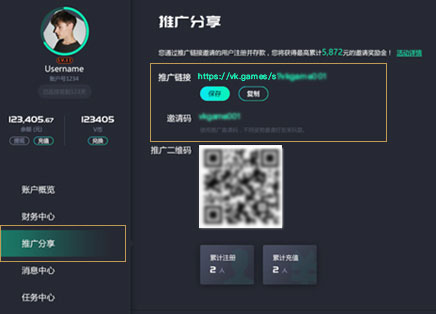 推广分享
您通过推广链接邀请的用户注册并存款，您将获得最高累计5,872元的邀请奖励金！ 活动详情
推广链接 https://vk.games/s
保存 复制
邀请码 vkgame001
推广二维码
累计注册
2 人
累计充值
2 人
Username
账户号1234
123,405.67
余额 (元)
提现 充值
123405
V币
兑换
账户概览
财务中心
推广分享
消息中心
任务中心